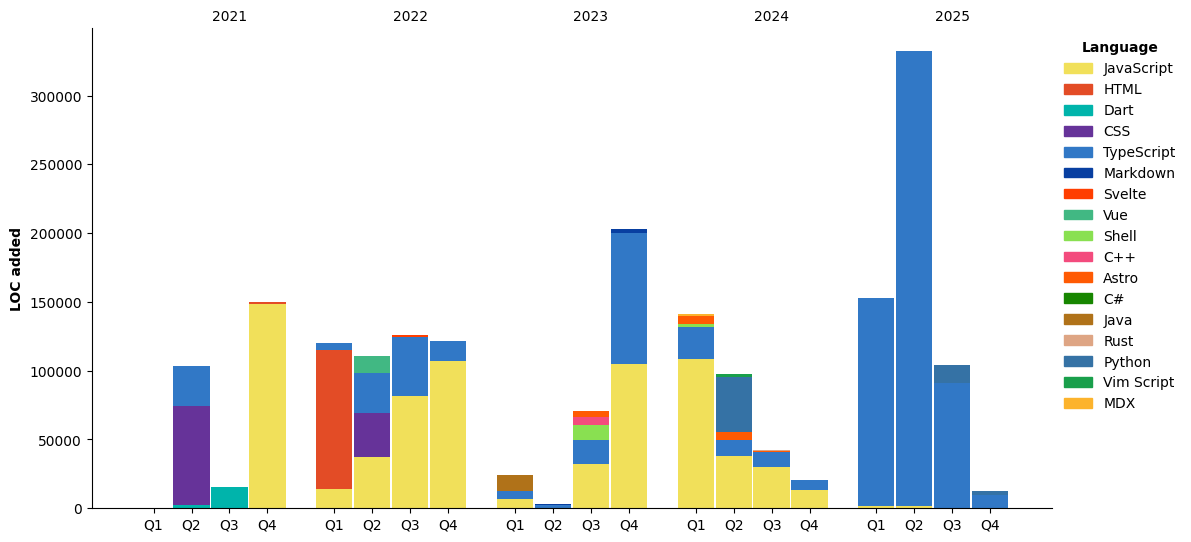 2021 2022 2023 2024 2025
Language
JavaScript
HTML
Dart
CSS
TypeScript
Markdown
Svelte
Vue
Shell
C++
Astro
C#
Java
Rust
Python
Vim Script
MDX
LOC added
300000
250000
200000
150000
100000
50000
0
Q1 Q2 Q3 Q4 Q1 Q2 Q3 Q4 Q1 Q2 Q3 Q4 Q1 Q2 Q3 Q4 Q1 Q2 Q3 Q4